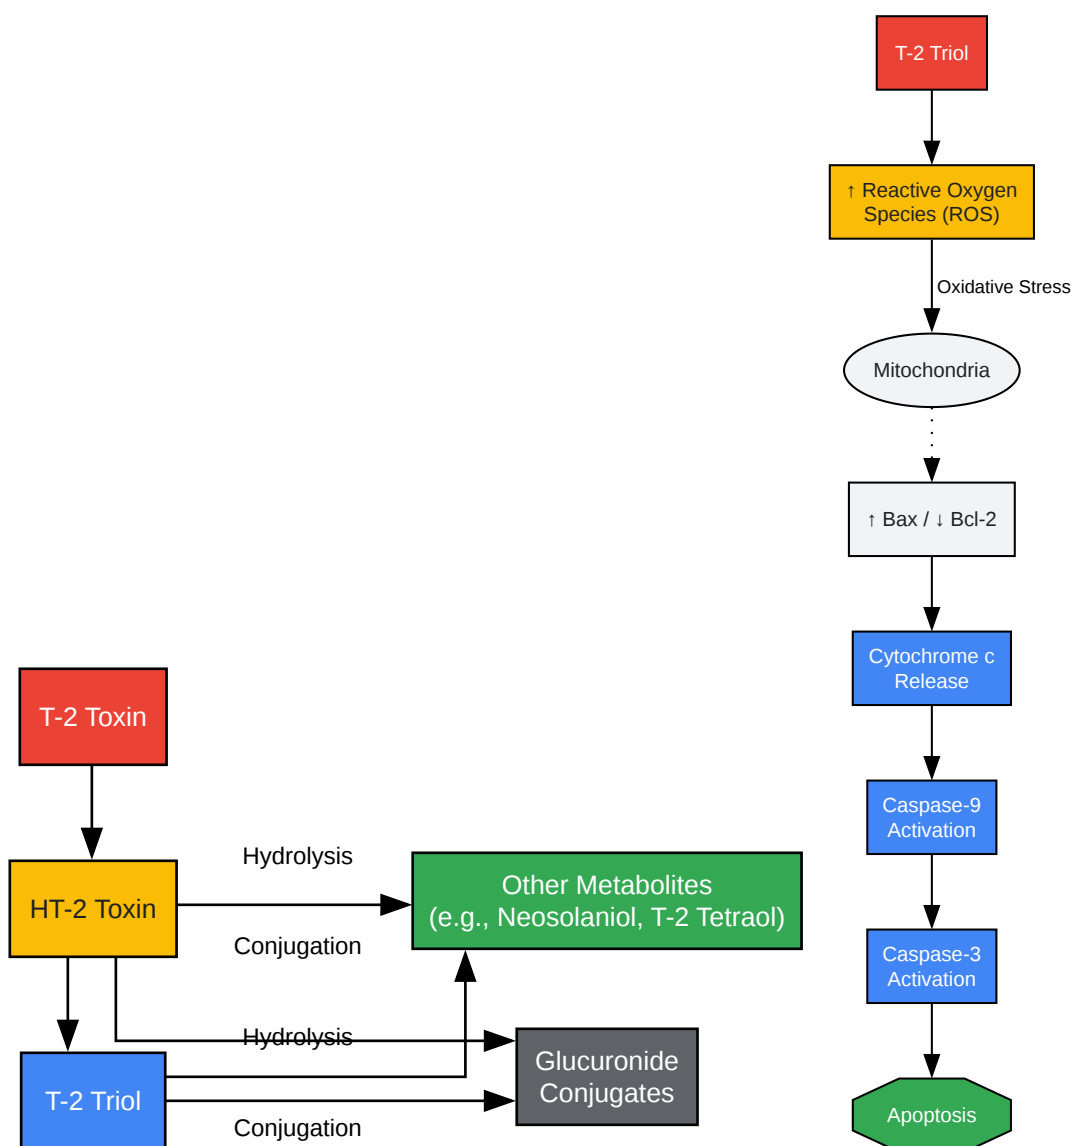 T-2 Triol
↑ Reactive Oxygen
Species (ROS)
Oxidative Stress
Mitochondria
↑ Bax / ↓ Bcl-2
Cytochrome c
Release
Caspase-9
Activation
Caspase-3
Activation
Apoptosis
T-2 Toxin
HT-2 Toxin
Hydrolysis
Conjugation
Other Metabolites
(e.g., Neosolaniol, T-2 Tetraol)
Hydrolysis
T-2 Triol
Conjugation
Glucuronide
Conjugates